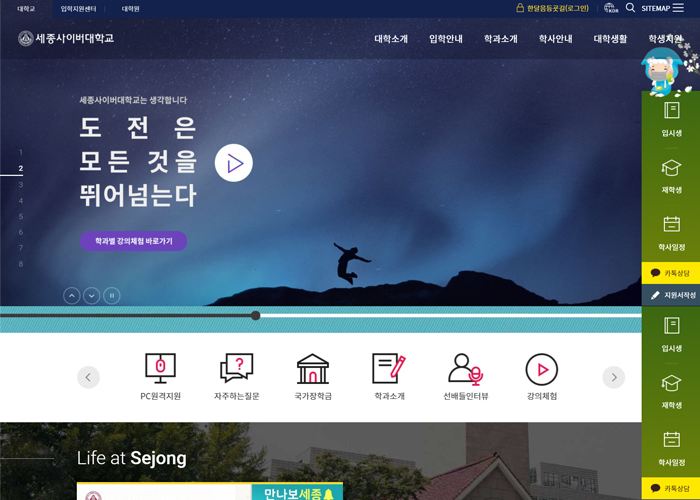 대학교 입학지원센터 대학원
한달음등굣길(로그인) KOR SITEMAP
세종사이버대학교
대학소개 입학안내 학과소개 학사안내 대학생활 학생지원
세종사이버대학교는 생각합니다
도 전 은
모든 것을
뛰어넘는다
학과별 강의체험 바로가기
1
2
3
4
5
6
7
8
입시생
재학생
학사일정
카톡상담
지원서작성
입시생
재학생
학사일정
카톡상담
PC원격지원 자주하는질문 국가장학금 학과소개 선배들인터뷰 강의체험
Life at Sejong
만나보세종